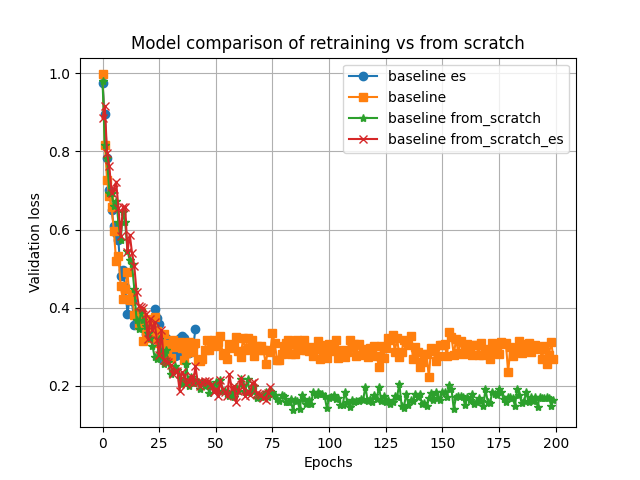 Model comparison of retraining vs from scratch
baseline es
baseline
baseline from_scratch
baseline from_scratch_es
Validation loss
1.0
0.8
0.6
0.4
0.2
0 25 50 75 100 125 150 175 200
Epochs